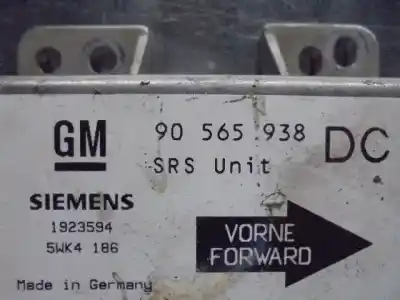 GM
90 565 938 DC
SRS Unit
SIEMENS
1923594
5WK4 186
VORNE
FORWARD
Made in Germany